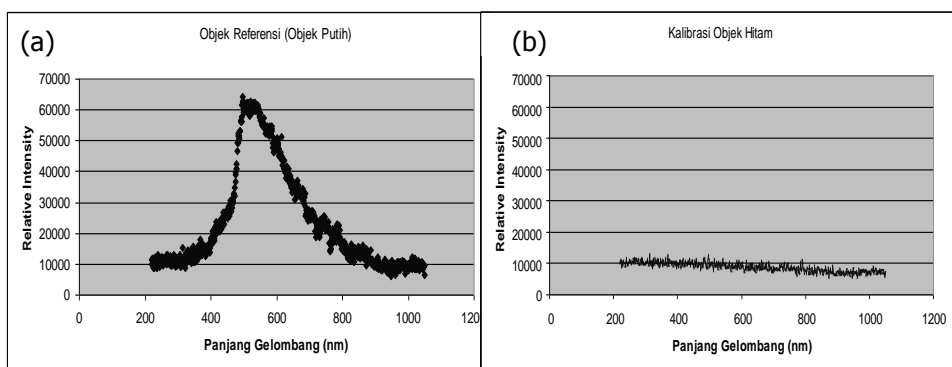 (a)
Objek Referensi (Objek Putih)
Relative Intensity
70000
60000
50000
40000
30000
20000
10000
0
0 200 400 600 800 1000 120
Panjang Gelombang (nm)
(b)
Kalibrasi Objek Hitam
Relative Intensity
70000
60000
50000
40000
30000
20000
10000
0
0 200 400 600 800 1000 1200
Panjang Gelombang (nm)